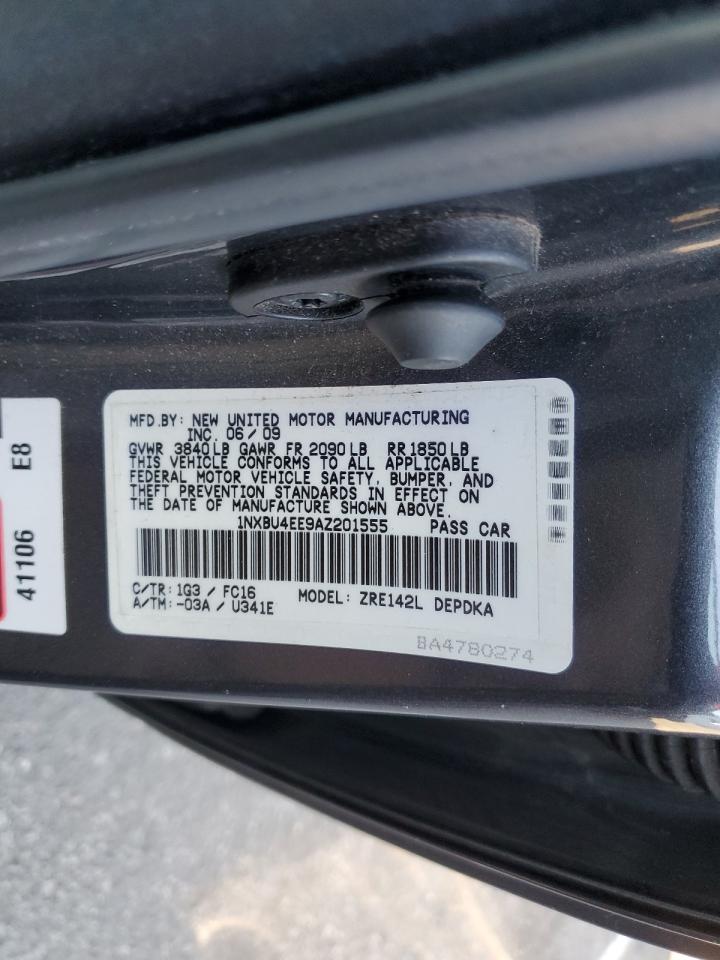 MFD.BY: NEW UNITED MOTOR MANUFACTURING
INC. 06/09
GVWR 3840LB GAWR FR 2090LB RR 1850LB
THIS VEHICLE CONFORMS TO ALL APPLICABLE
FEDERAL MOTOR VEHICLE SAFETY, BUMPER, AND
THEFT PREVENTION STANDARDS IN EFFECT ON
THE DATE OF MANUFACTURE SHOWN ABOVE.
1NXBU4EE9AZ201555 PASS CAR
C/TR: 1G3 / FC16 MODEL: ZRE142L DEPDKA
A/TM: -03A / U341E
BA4780274
41106 E8